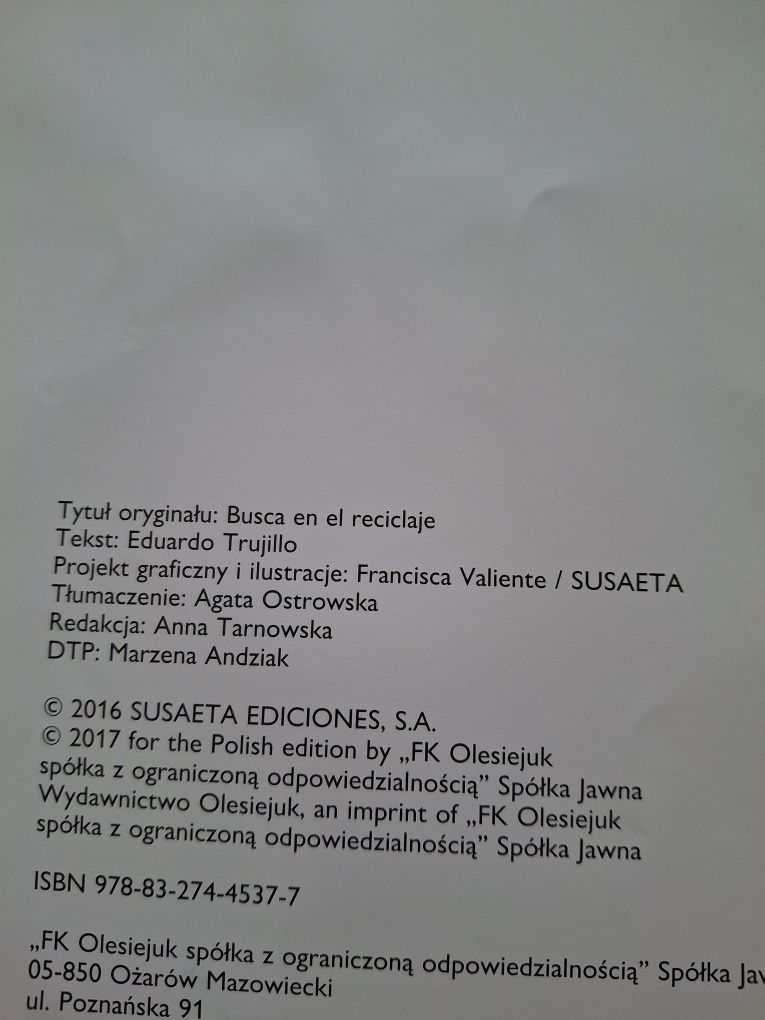 Tytuł oryginału: Busca en el reciclaje
Tekst: Eduardo Trujillo
Projekt graficzny i ilustracje: Francisca Valiente / SUSAETA
Tłumaczenie: Agata Ostrowska
Redakcja: Anna Tarnowska
DTP: Marzena Andziak
© 2016 SUSAETA EDICIONES, S.A.
© 2017 for the Polish edition by „FK Olesiejuk
spółka z ograniczoną odpowiedzialnością” Spółka Jawna
Wydawnictwo Olesiejuk, an imprint of „FK Olesiejuk
spółka z ograniczoną odpowiedzialnością” Spółka Jawna
ISBN 978-83-274-4537-7
„FK Olesiejuk spółka z ograniczoną odpowiedzialnością” Spółka
05-850 Ożarów Mazowiecki
ul. Poznańska 91